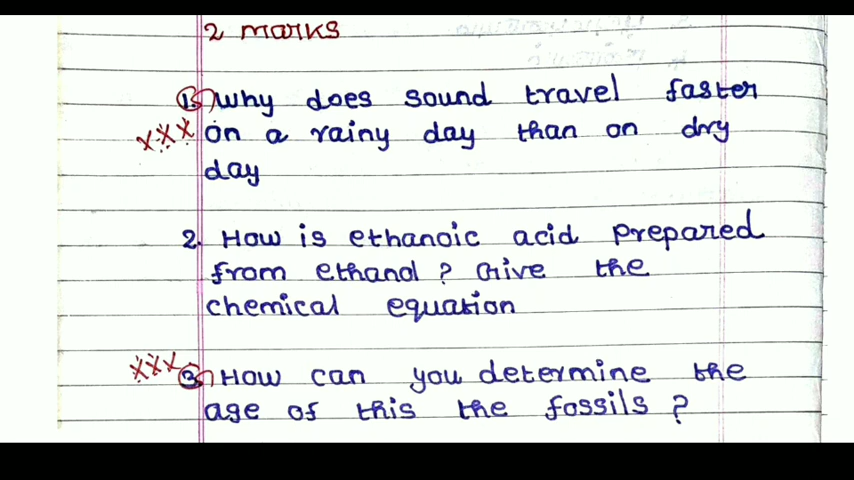 2 marks
1. Why does sound travel faster
xxx on a rainy day than on dry
day
2. How is ethanoic acid prepared
from ethanol? Give the
chemical equation
xxx 3. How can you determine the
age of this the fossils?